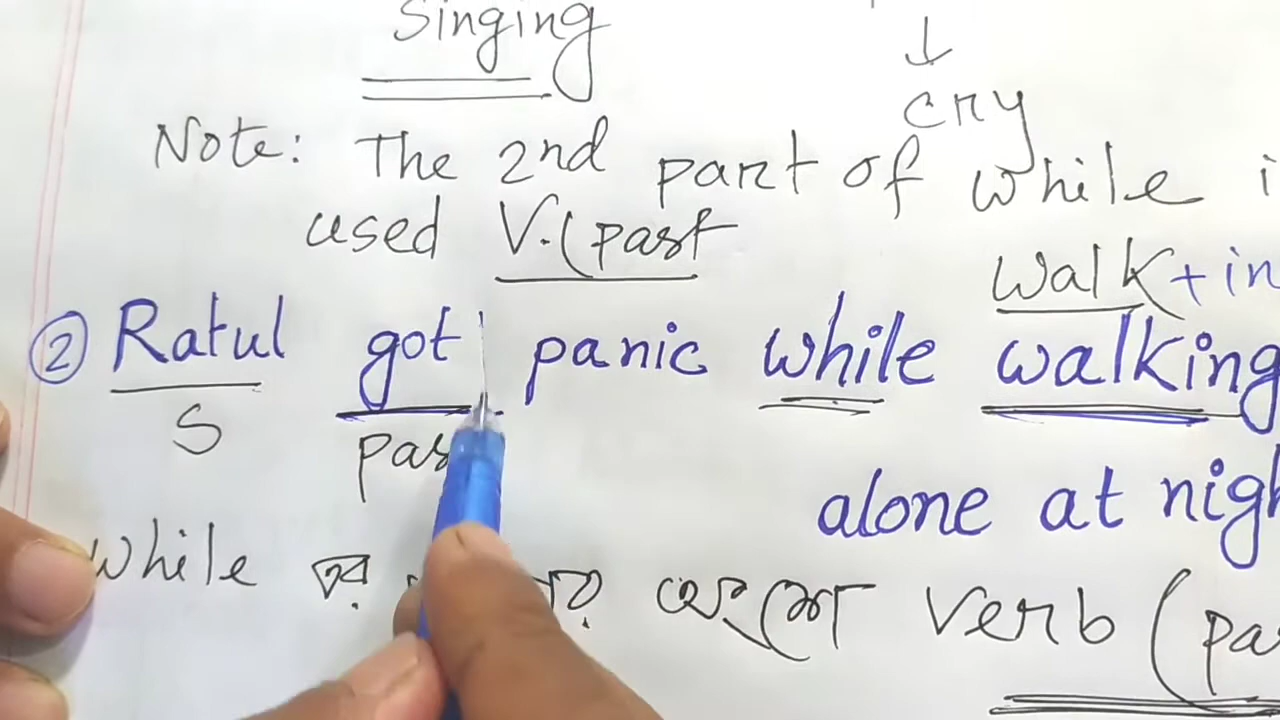 Singing
↓
cry
Note: The 2nd part of while
used V.(past
walk+in
② Ratul got panic while walking
S
alone at nigh
while র verb (pa